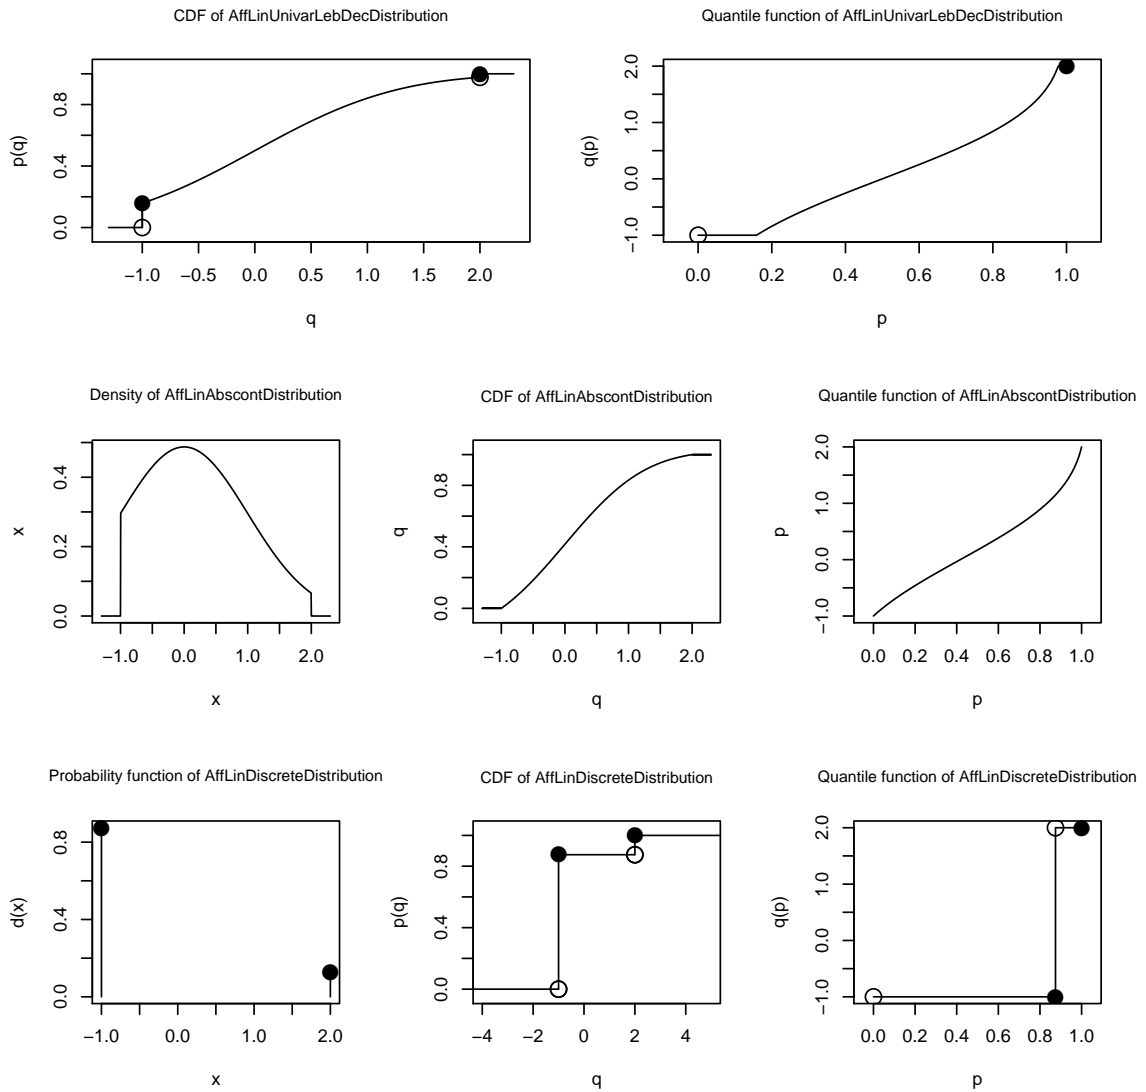 CDF of AffLinUnivarLebDecDistribution
p(q)
0.0 0.4 0.8
−1.0 −0.5 0.0 0.5 1.0 1.5 2.0
q
Quantile function of AffLinUnivarLebDecDistribution
q(p)
−1.0 0.0 1.0 2.0
0.0 0.2 0.4 0.6 0.8 1.0
p
Density of AffLinAbscontDistribution
x
0.0 0.2 0.4
−1.0 0.0 1.0 2.0
x
CDF of AffLinAbscontDistribution
q
0.0 0.4 0.8
−1.0 0.0 1.0 2.0
q
Quantile function of AffLinAbscontDistribution
p
−1.0 0.0 1.0 2.0
0.0 0.2 0.4 0.6 0.8 1.0
p
Probability function of AffLinDiscreteDistribution
d(x)
0.0 0.4 0.8
−1.0 0.0 1.0 2.0
x
CDF of AffLinDiscreteDistribution
p(q)
0.0 0.4 0.8
−4 −2 0 2 4
q
Quantile function of AffLinDiscreteDistribution
q(p)
−1.0 0.0 1.0 2.0
0.0 0.2 0.4 0.6 0.8 1.0
p